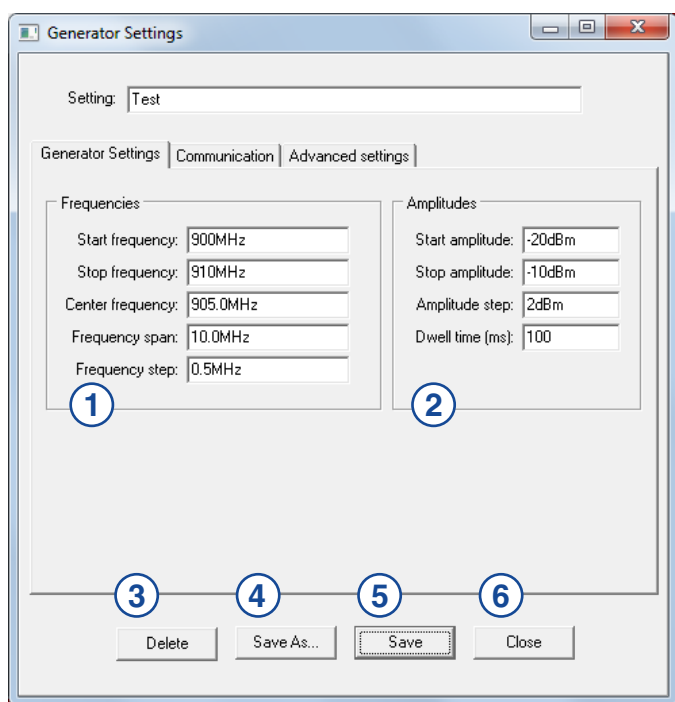 Generator Settings
Setting: Test
Generator Settings Communication Advanced settings
Frequencies
Start frequency: 900MHz
Stop frequency: 910MHz
Center frequency: 905.0MHz
Frequency span: 10.0MHz
Frequency step: 0.5MHz
1
Amplitudes
Start amplitude: -20dBm
Stop amplitude: -10dBm
Amplitude step: 2dBm
Dwell time (ms): 100
2
3 4 5 6
Delete Save As... Save Close